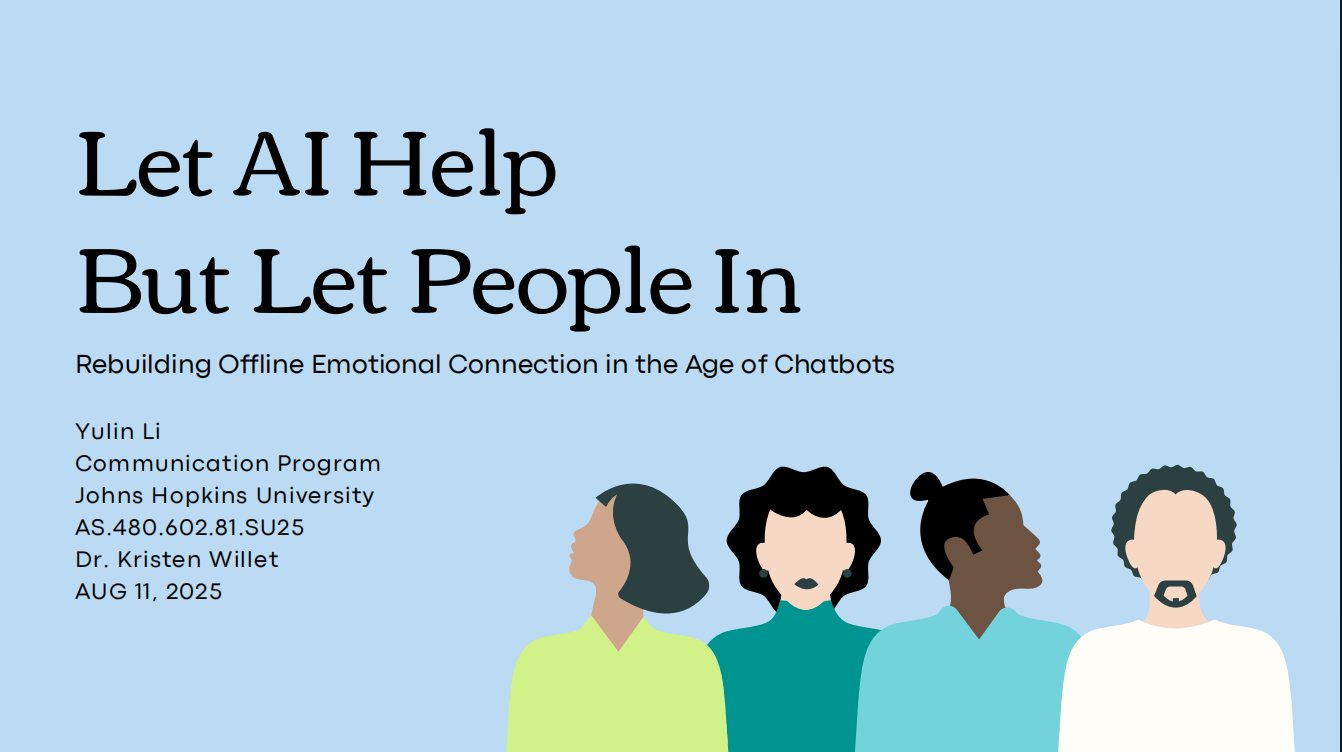 Let AI Help
But Let People In
Rebuilding Offline Emotional Connection in the Age of Chatbots
Yulin Li
Communication Program
Johns Hopkins University
AS.480.602.81.SU25
Dr. Kristen Willet
AUG 11, 2025